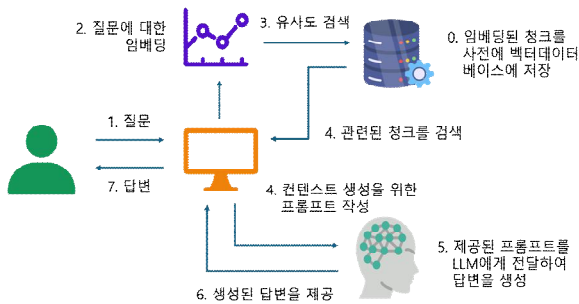 2. 질문에 대한
임베딩
3. 유사도 검색
0. 임베딩된 청크를
사전에 벡터데이터
베이스에 저장
1. 질문
4. 관련된 청크를 검색
7. 답변
4. 컨텐스트 생성을 위한
프롬프트 작성
5. 제공된 프롬프트를
LLM에게 전달하여
답변을 생성
6. 생성된 답변을 제공